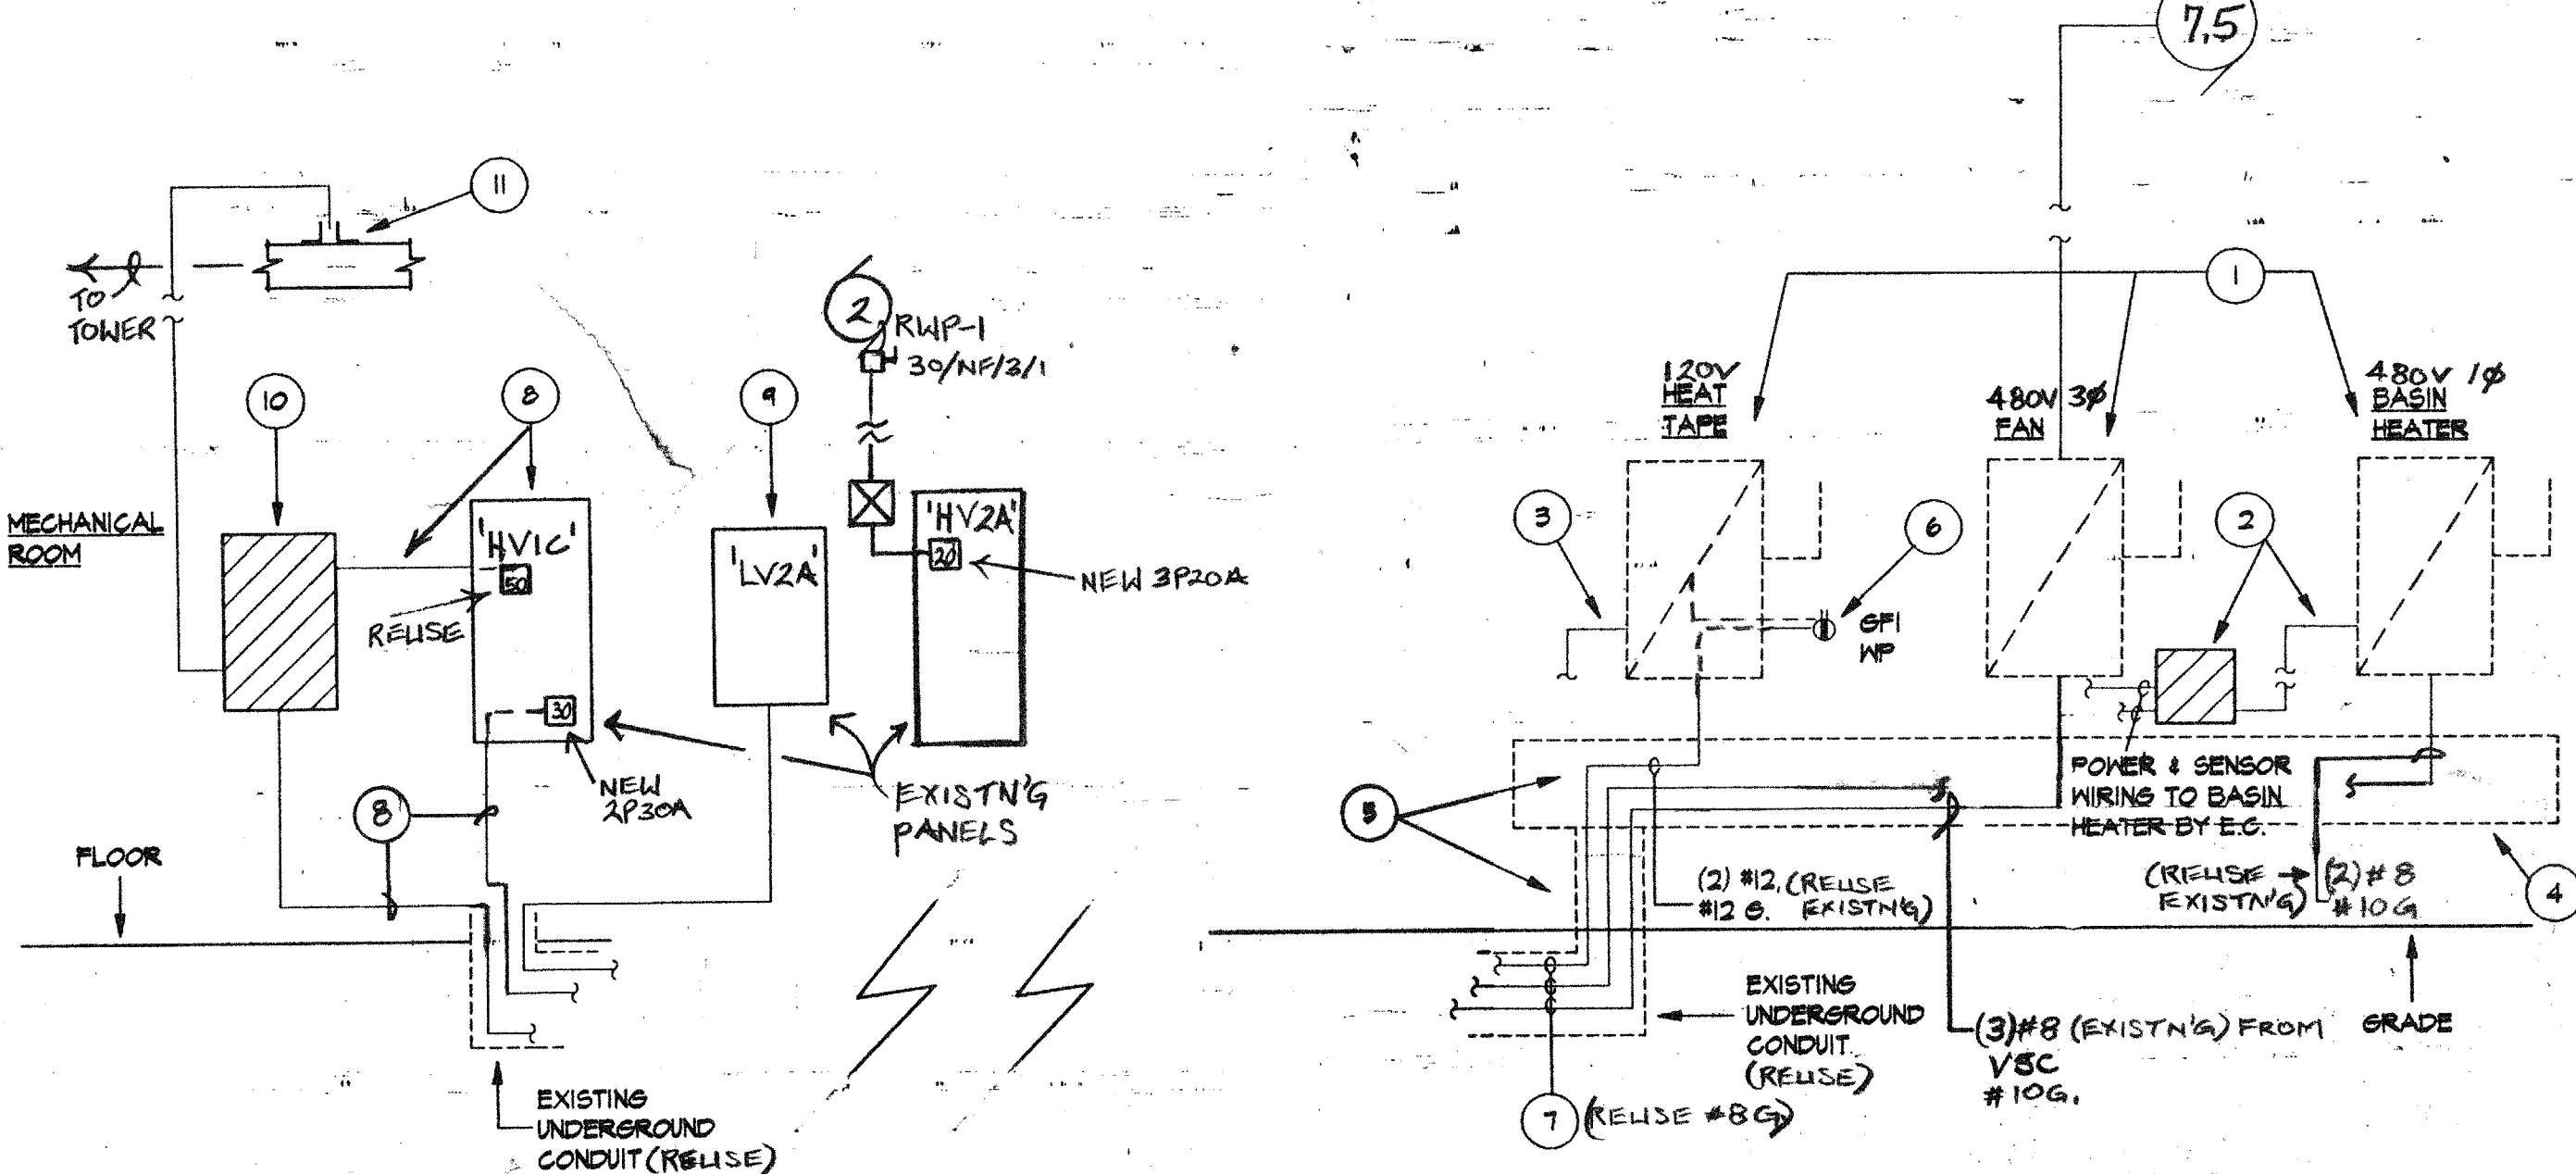 7.5
11
TO
TOWER
2
RWP-1
30/NF/3/1
10
8
9
MECHANICAL
ROOM
'HV1C'
50
REUSE
30
NEW
2P30A
'LV2A'
'HV2A'
20
NEW 3P20A
EXISTN'G
PANELS
8
FLOOR
EXISTING
UNDERGROUND
CONDUIT (REUSE)
1
120V
HEAT
TAPE
480V 3Ø
FAN
480V 1Ø
BASIN
HEATER
3
6
GFI
WP
2
5
POWER & SENSOR
WIRING TO BASIN
HEATER BY E.C.
(2) #12, (REUSE
#12 G. EXISTN'G)
(REUSE → (2) #8
EXISTN'G) #10G
4
EXISTING
UNDERGROUND
CONDUIT.
(REUSE)
(3) #8 (EXISTN'G) FROM
VSC
#10G.
GRADE
7
(REUSE #8 G)